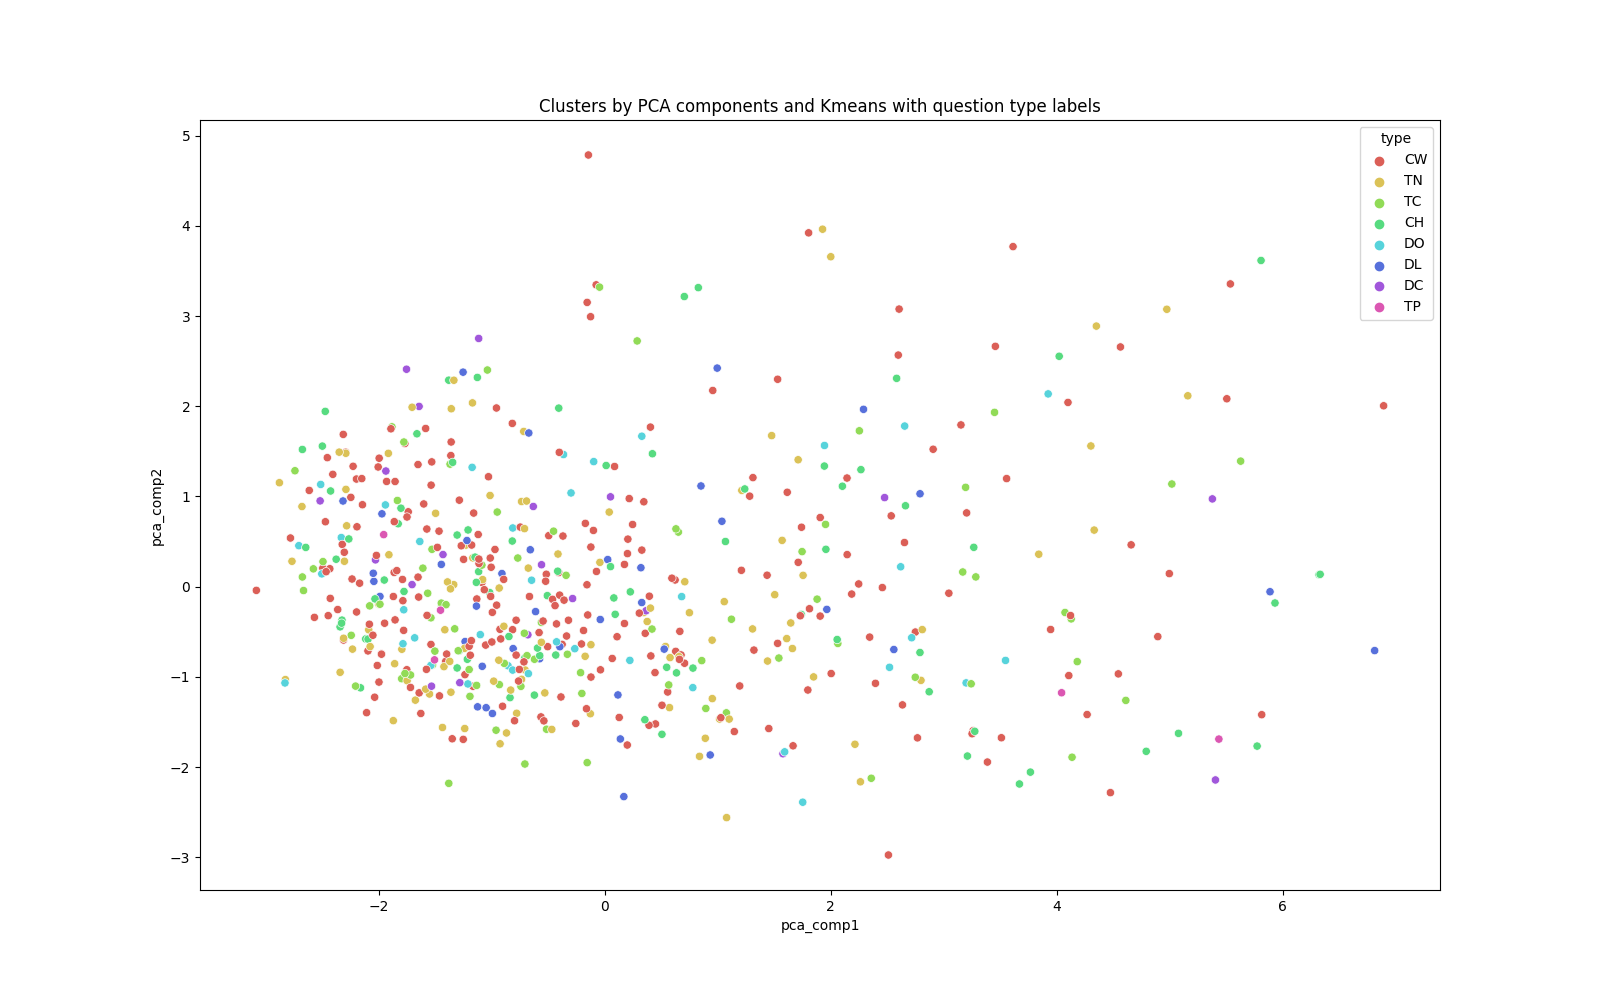 Clusters by PCA components and Kmeans with question type labels
type
CW
TN
TC
CH
DO
DL
DC
TP
5
4
3
2
1
0
−1
−2
−3
pca_comp2
−2
0
2
4
6
pca_comp1